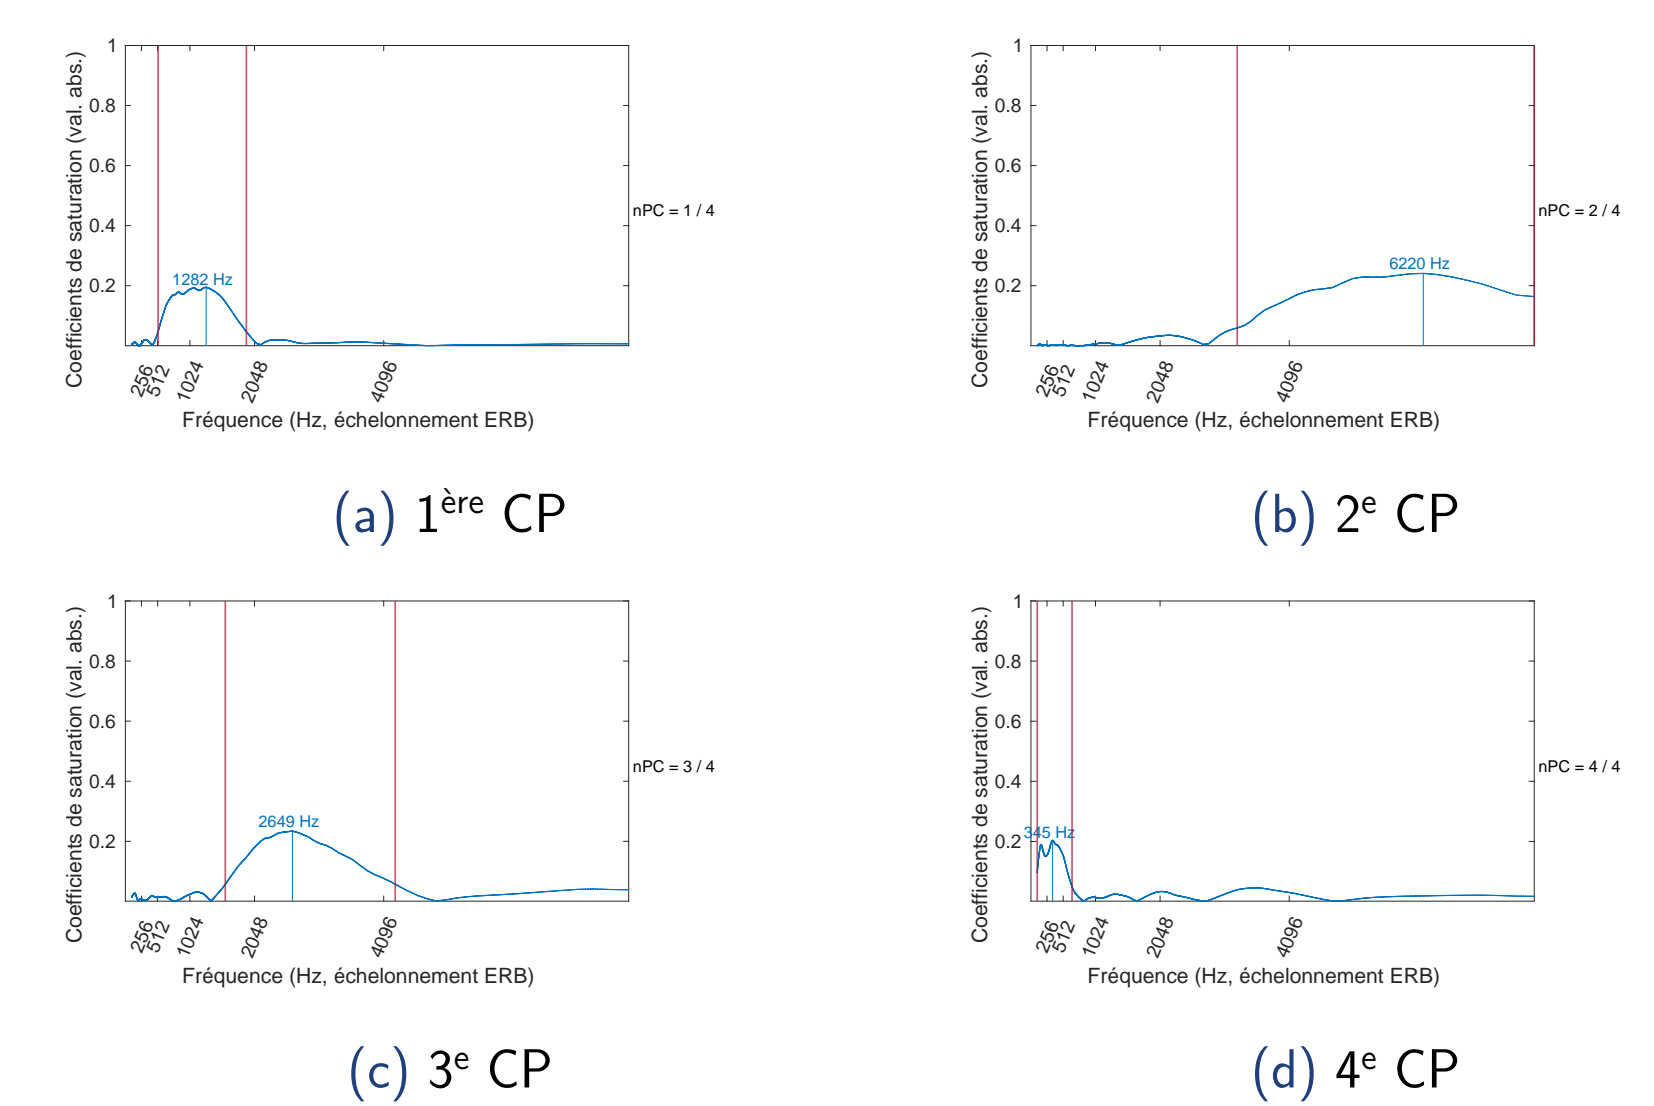 1
0.8
0.6
0.4
0.2
Coefficients de saturation (val. abs.)
1282 Hz
nPC = 1 / 4
256
512
1024
2048
4096
Fréquence (Hz, échelonnement ERB)
(a) 1ère CP
1
0.8
0.6
0.4
0.2
Coefficients de saturation (val. abs.)
6220 Hz
nPC = 2 / 4
256
512
1024
2048
4096
Fréquence (Hz, échelonnement ERB)
(b) 2e CP
1
0.8
0.6
0.4
0.2
Coefficients de saturation (val. abs.)
2649 Hz
nPC = 3 / 4
256
512
1024
2048
4096
Fréquence (Hz, échelonnement ERB)
(c) 3e CP
1
0.8
0.6
0.4
0.2
Coefficients de saturation (val. abs.)
345 Hz
nPC = 4 / 4
256
512
1024
2048
4096
Fréquence (Hz, échelonnement ERB)
(d) 4e CP